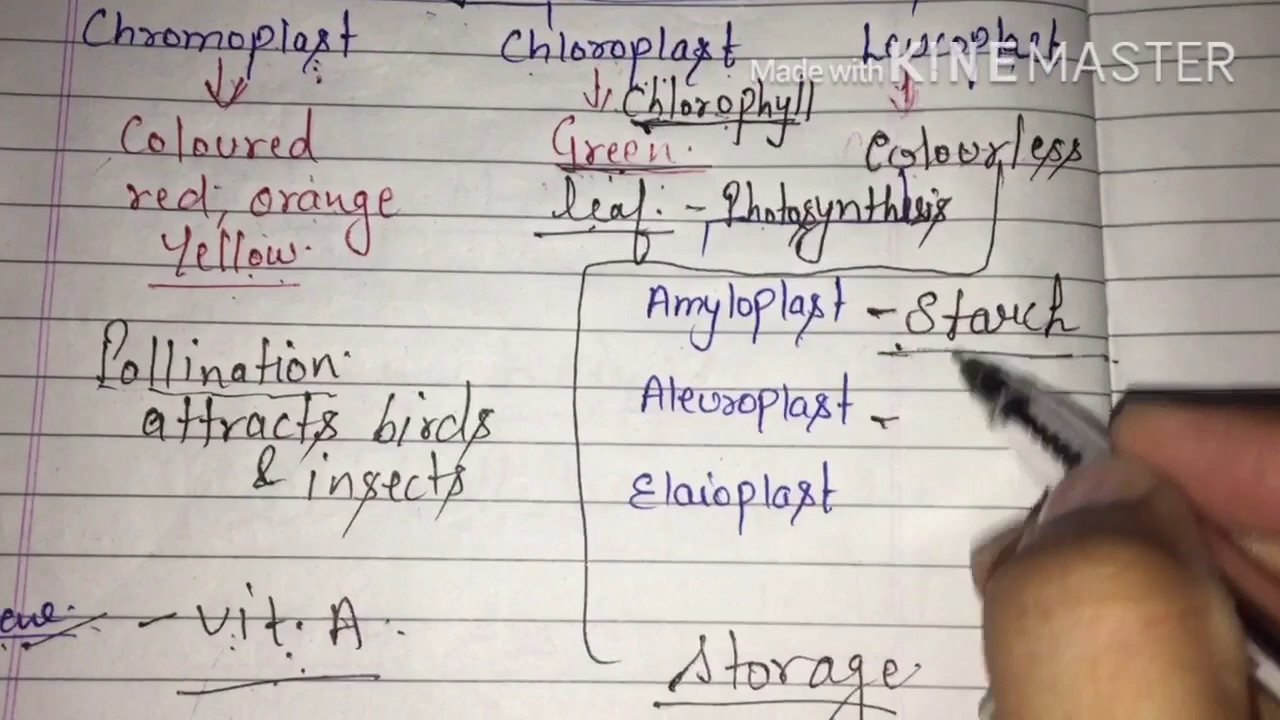 Chromoplast
Chloroplast
Leucoplast
Made with KINEMASTER
Chlorophyll
Coloured
red, orange
Yellow.
Green.
Colourless
leaf. - Photosynthesis
Pollination.
attracts birds
& insects
Amyloplast - Starch
Aleuroplast -
Elaioplast
- Vit. A.
Storage